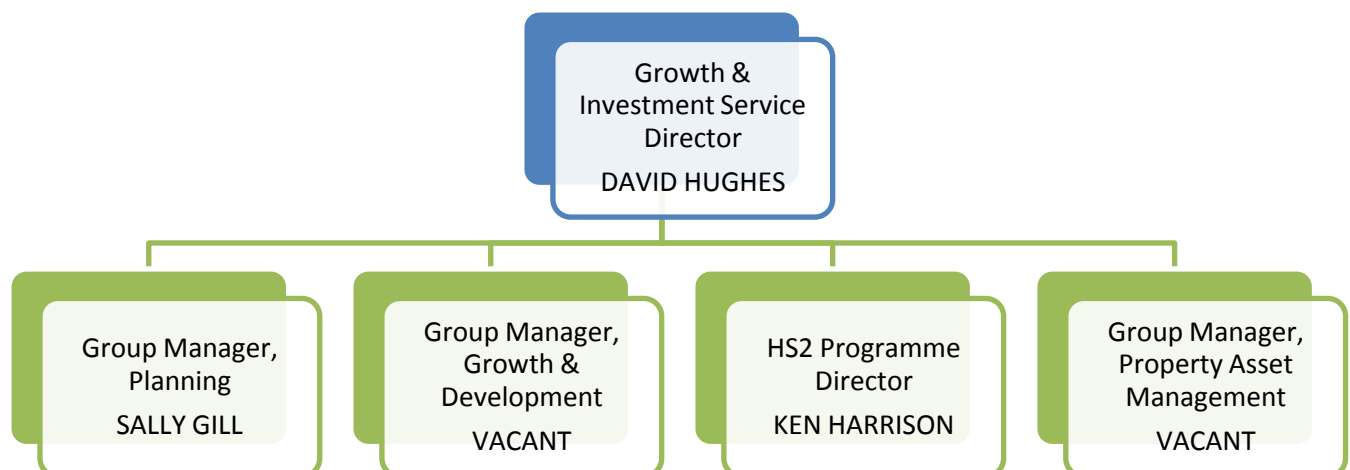 Growth &
Investment Service
Director
DAVID HUGHES
Group Manager,
Planning
SALLY GILL
Group Manager,
Growth &
Development
VACANT
HS2 Programme
Director
KEN HARRISON
Group Manager,
Property Asset
Management
VACANT